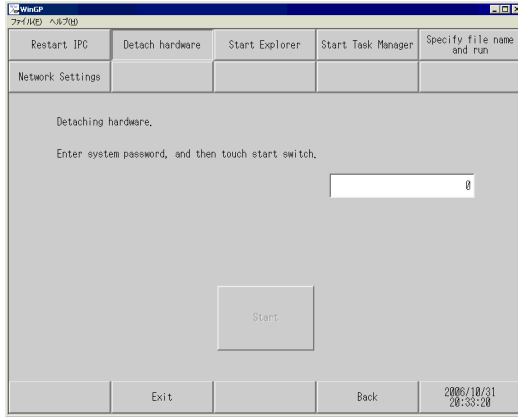 WinGP
ファイル(F) ヘルプ(H)
Restart IPC
Detach hardware
Start Explorer
Start Task Manager
Specify file name
and run
Network Settings
Detaching hardware.
Enter system password, and then touch start switch.
0
Start
Exit
Back
2006/10/31
20:33:20